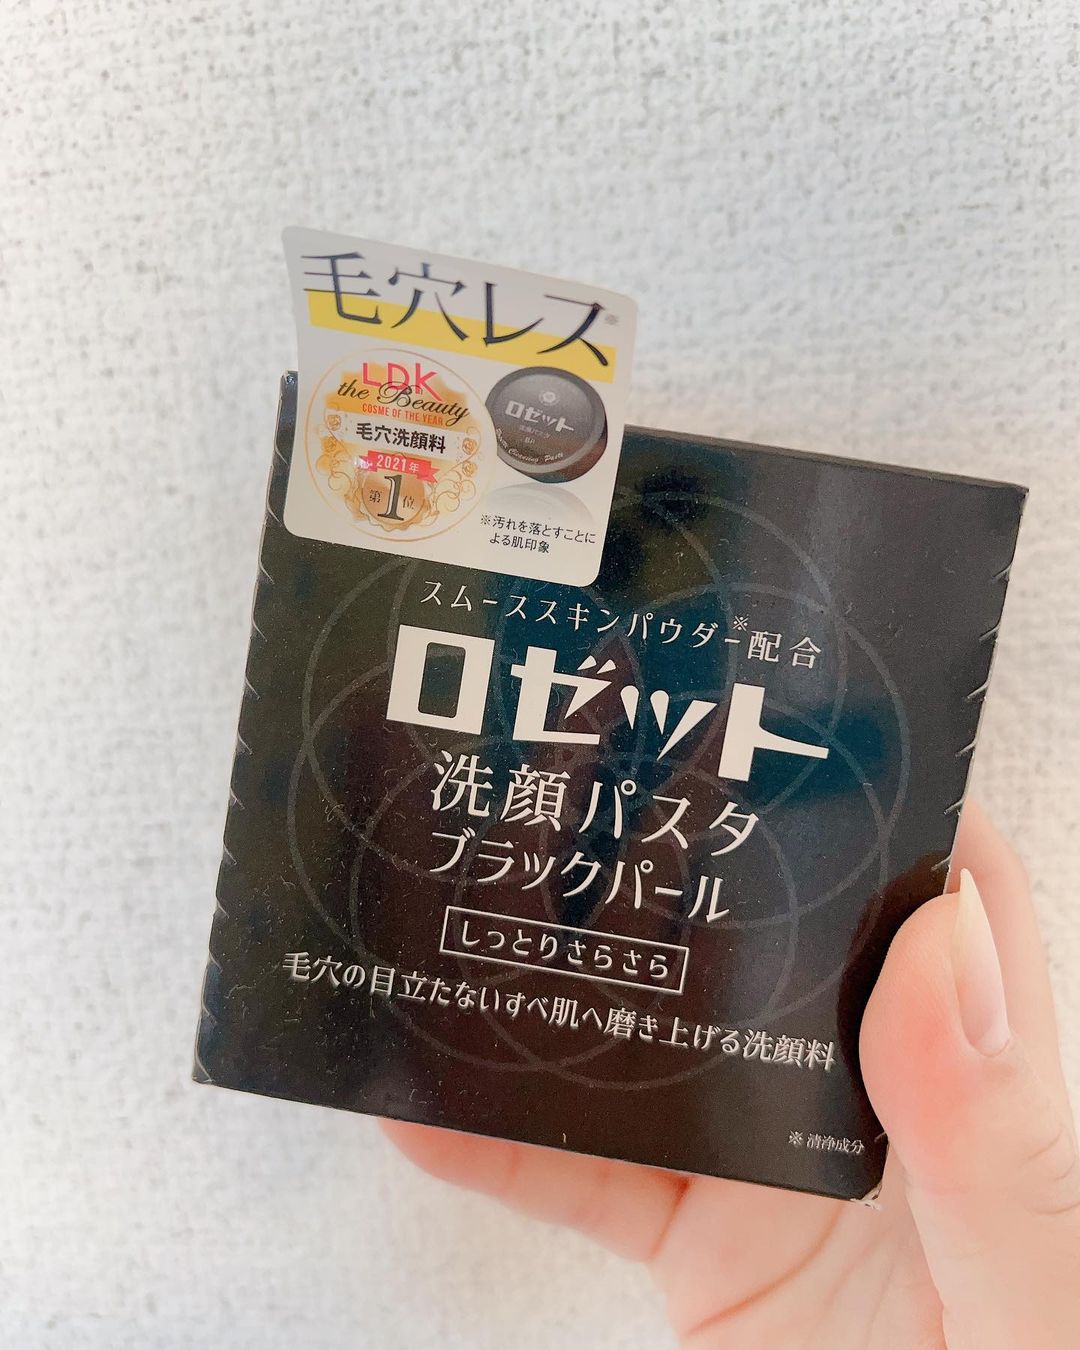 毛穴レス※
LDK
the Beauty
COSME OF THE YEAR
毛穴洗顔料
2021年
第1位
ロゼット
洗顔パスタ
※汚れを落とすことに
よる肌印象
スムーススキンパウダー※配合
ロゼット
洗顔パスタ
ブラックパール
しっとりさらさら
毛穴の目立たないすべ肌へ磨き上げる洗顔料
※ 清浄成分